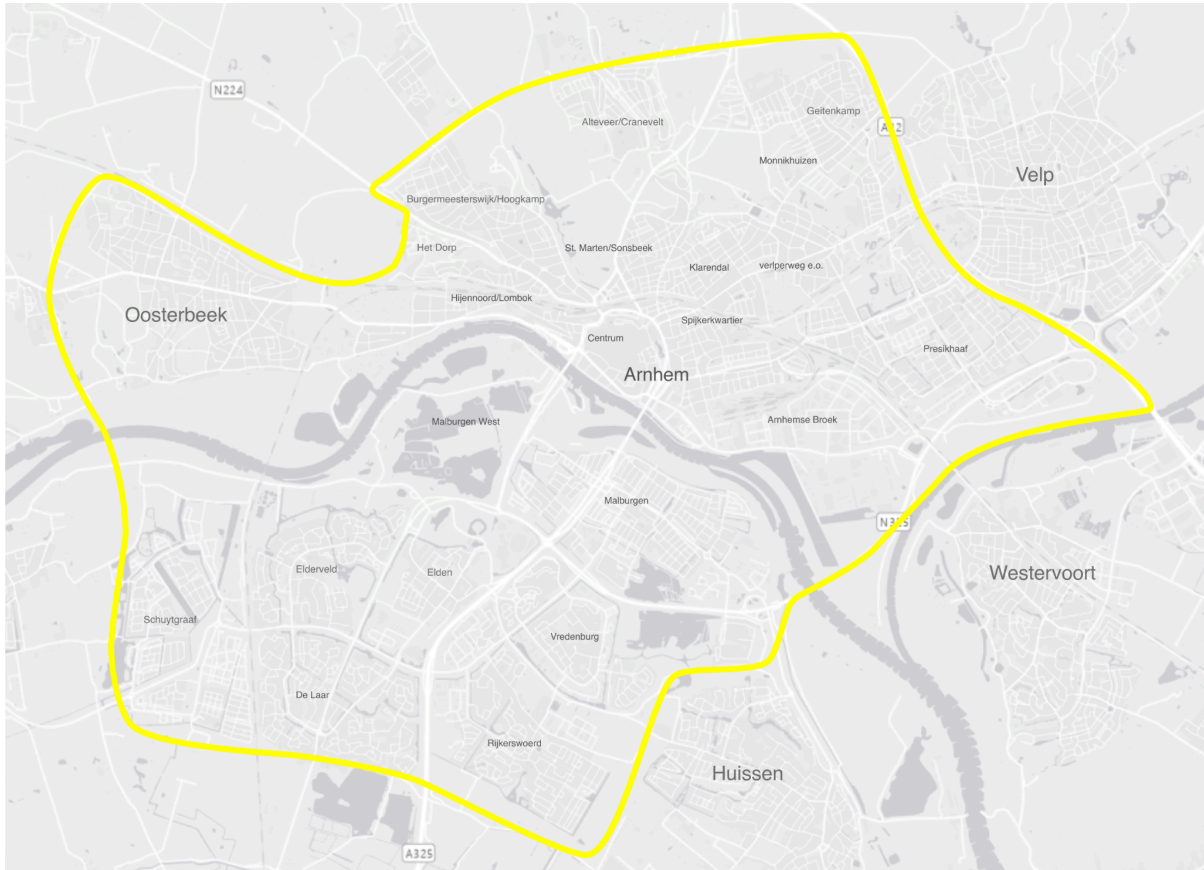 N224
Geitenkamp
Alteveer/Cranevelt
A12
Monnikhuizen
Velp
Burgermeesterswijk/Hoogkamp
Het Dorp
St. Marten/Sonsbeek
Klarendal
verlperweg e.o.
Hijennoord/Lombok
Oosterbeek
Spijkerkwartier
Centrum
Presikhaaf
Arnhem
Malburgen West
Arnhemse Broek
Malburgen
N325
Elderveld
Elden
Westervoort
Schuytgraaf
Vredenburg
De Laar
Rijkerswoerd
Huissen
A325